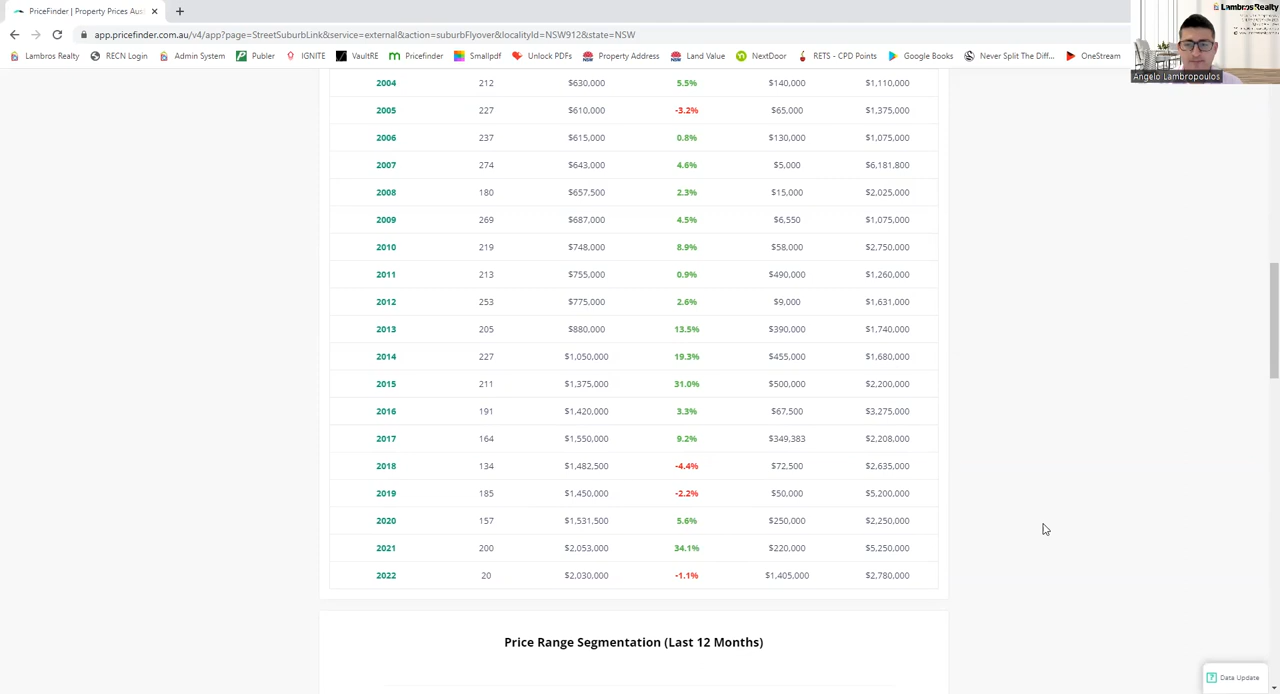 PriceFinder | Property Prices Aus
app.pricefinder.com.au/v4/app?page=StreetSuburbLink&service=external&action=suburbFlyover&localityId=NSW912&state=NSW
Lambros Realty RECN Login Admin System Publer IGNITE VaultRE Pricefinder Smallpdf Unlock PDFs Property Address Land Value NextDoor RETS - CPD Points Google Books Never Split The Diff... OneStream
Lambros Realty
Angelo Lambropoulos
2004 212 $630,000 5.5% $140,000 $1,110,000
2005 227 $610,000 -3.2% $65,000 $1,375,000
2006 237 $615,000 0.8% $130,000 $1,075,000
2007 274 $643,000 4.6% $5,000 $6,181,800
2008 180 $657,500 2.3% $15,000 $2,025,000
2009 269 $687,000 4.5% $6,550 $1,075,000
2010 219 $748,000 8.9% $58,000 $2,750,000
2011 213 $755,000 0.9% $490,000 $1,260,000
2012 253 $775,000 2.6% $9,000 $1,631,000
2013 205 $880,000 13.5% $390,000 $1,740,000
2014 227 $1,050,000 19.3% $455,000 $1,680,000
2015 211 $1,375,000 31.0% $500,000 $2,200,000
2016 191 $1,420,000 3.3% $67,500 $3,275,000
2017 164 $1,550,000 9.2% $349,383 $2,208,000
2018 134 $1,482,500 -4.4% $72,500 $2,635,000
2019 185 $1,450,000 -2.2% $50,000 $5,200,000
2020 157 $1,531,500 5.6% $250,000 $2,250,000
2021 200 $2,053,000 34.1% $220,000 $5,250,000
2022 20 $2,030,000 -1.1% $1,405,000 $2,780,000
Price Range Segmentation (Last 12 Months)
Data Update